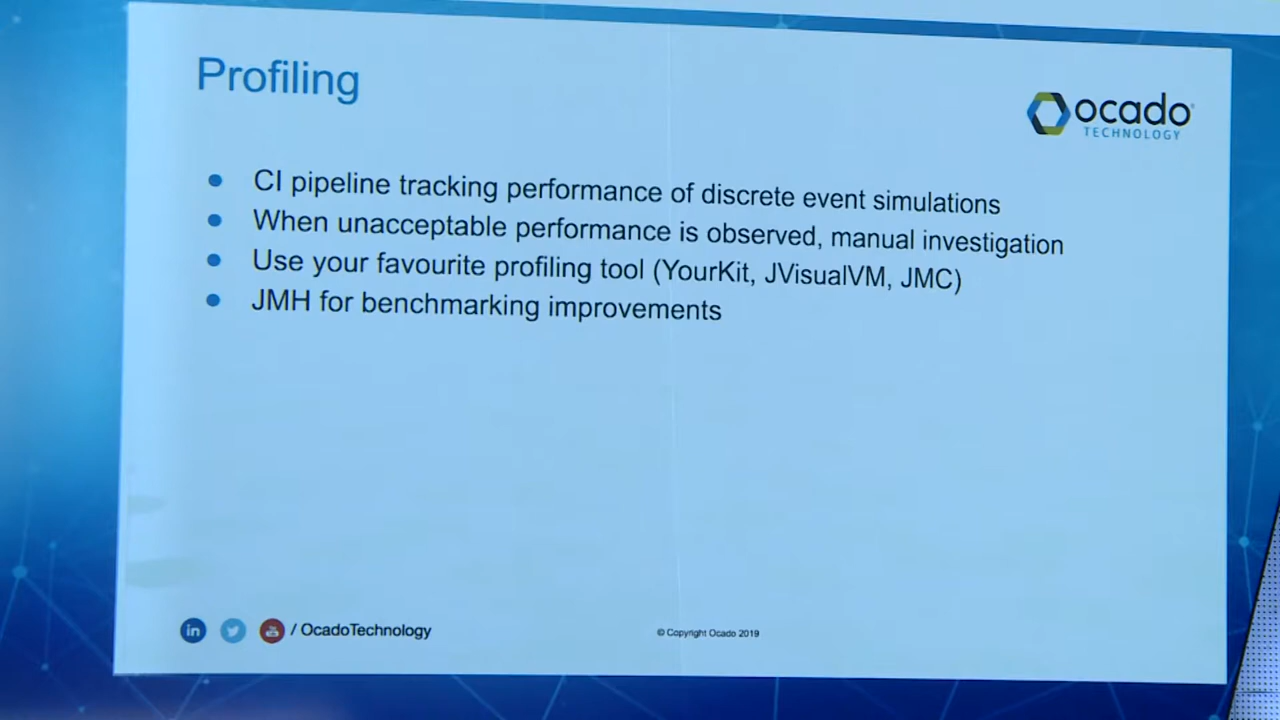 Profiling
ocado
TECHNOLOGY
CI pipeline tracking performance of discrete event simulations
When unacceptable performance is observed, manual investigation
Use your favourite profiling tool (YourKit, JVisualVM, JMC)
JMH for benchmarking improvements
in
/ OcadoTechnology
© Copyright Ocado 2019